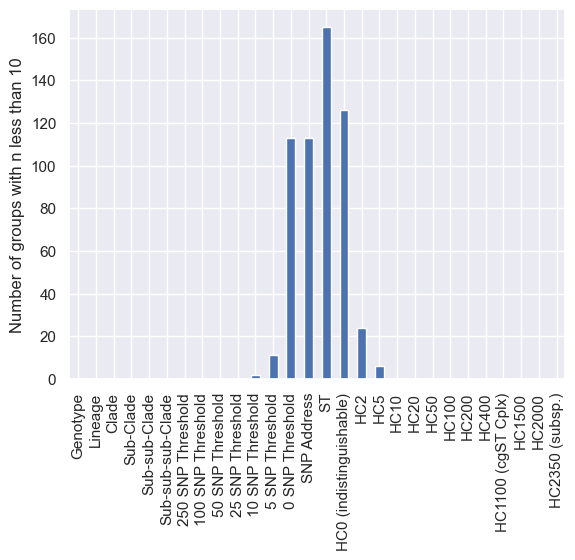 Number of groups with n less than 10
160
140
120
100
80
60
40
20
0
Genotype
Lineage
Clade
Sub-Clade
Sub-sub-Clade
Sub-sub-sub-Clade
250 SNP Threshold
100 SNP Threshold
50 SNP Threshold
25 SNP Threshold
10 SNP Threshold
5 SNP Threshold
0 SNP Threshold
SNP Address
ST
HC0 (indistinguishable)
HC2
HC5
HC10
HC20
HC50
HC100
HC200
HC400
HC1100 (cgST Cplx)
HC1500
HC2000
HC2350 (subsp.)